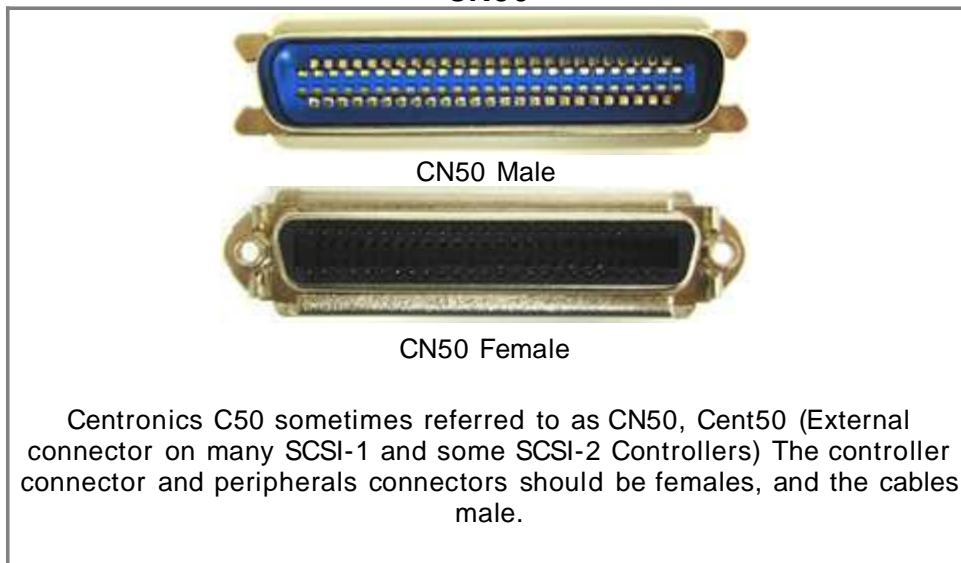 CN50 Male
CN50 Female
Centronics C50 sometimes referred to as CN50, Cent50 (External
connector on many SCSI-1 and some SCSI-2 Controllers) The controller
connector and peripherals connectors should be females, and the cables
male.